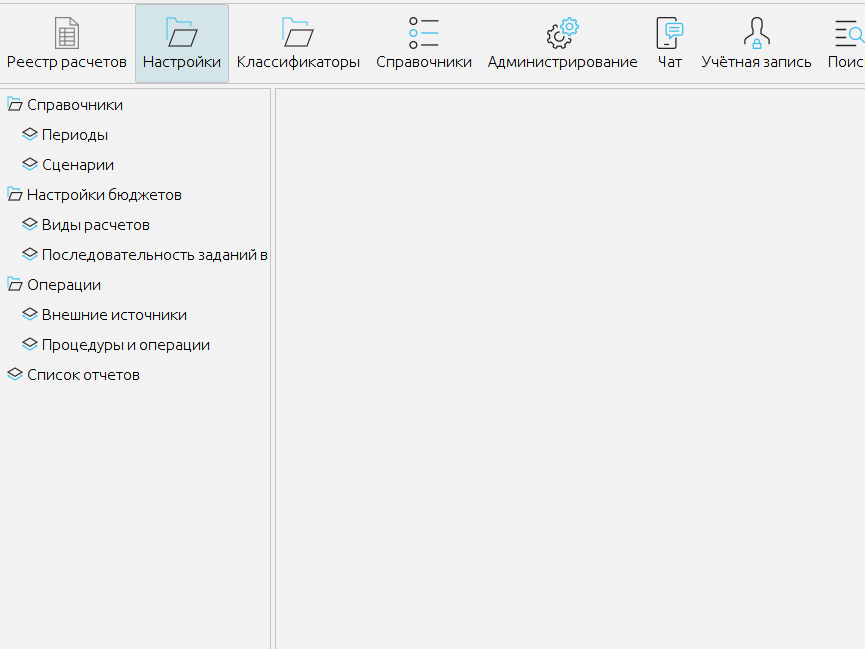 Реестр расчетов
Настройки
Классификаторы
Справочники
Администрирование
Чат
Учётная запись
Поис
Справочники
Периоды
Сценарии
Настройки бюджетов
Виды расчетов
Последовательность заданий в
Операции
Внешние источники
Процедуры и операции
Список отчетов